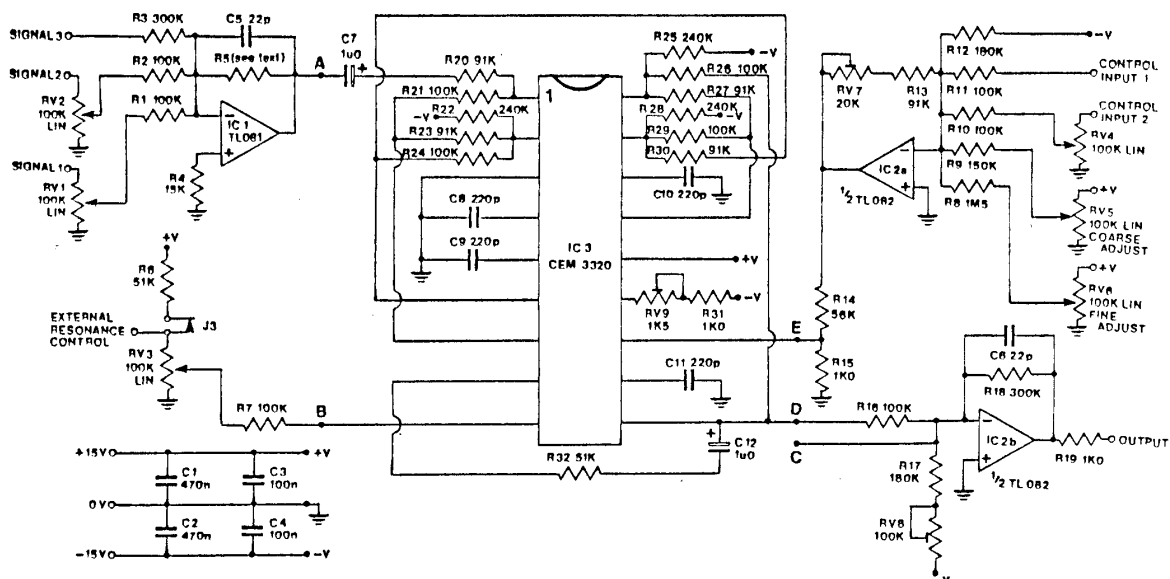 R3 300K
C5 22p
SIGNAL 3
R5 (see text)
A
C7
1u0
+
SIGNAL 2
R2 100K
RV2
100K
LIN
R1 100K
−
IC 1
TL081
+
SIGNAL 1
R4
15K
RV1
100K
LIN
R20 91K
R21 100K
R22
240K
−V
R23 91K
R24 100K
1
C8 220p
C9 220p
IC 3
CEM 3320
R25 240K
−V
R26 100K
R27 91K
R28
240K
−V
R29
100K
R30
91K
C10 220p
+V
RV9
1K5
R31
1K0
−V
E
C11 220p
D
C
+
C12
1u0
R32 51K
+V
R6
51K
J3
EXTERNAL
RESONANCE
CONTROL
RV3
100K
LIN
R7 100K
B
+15V
+V
C1
470n
C3
100n
0V
C2
470n
C4
100n
−15V
−V
R12 180K
−V
CONTROL
INPUT 1
R11 100K
RV7
20K
R13
91K
CONTROL
INPUT 2
R10 100K
RV4
100K LIN
R9 150K
R8 1M5
−
IC2a
+
1/2 TL082
+V
RV5
100K LIN
COARSE
ADJUST
+V
RV6
100K LIN
FINE
ADJUST
R14
56K
R15
1K0
C6 22p
R18 300K
R16 100K
−
IC2b
+
1/2 TL082
R19 1K0
OUTPUT
R17
180K
RV8
100K
−V